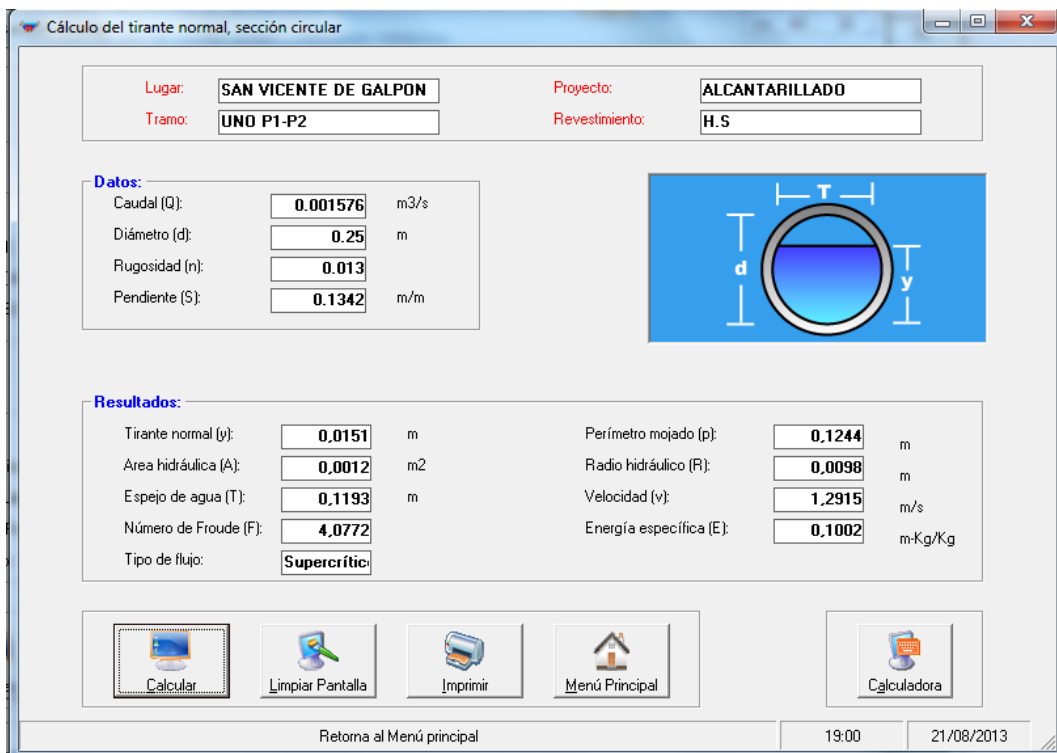 Cálculo del tirante normal, sección circular
Lugar: SAN VICENTE DE GALPON Proyecto: ALCANTARILLADO
Tramo: UNO P1-P2 Revestimiento: H.S
Datos:
Caudal (Q): 0.001576 m3/s
Diámetro (d): 0.25 m
Rugosidad (n): 0.013
Pendiente (S): 0.1342 m/m
T
d
y
Resultados:
Tirante normal (y): 0,0151 m Perímetro mojado (p): 0,1244 m
Area hidráulica (A): 0,0012 m2 Radio hidráulico (R): 0,0098 m
Espejo de agua (T): 0,1193 m Velocidad (v): 1,2915 m/s
Número de Froude (F): 4,0772 Energía específica (E): 0,1002 m-Kg/Kg
Tipo de flujo: Supercrític
Calcular Limpiar Pantalla Imprimir Menú Principal Calculadora
Retorna al Menú principal 19:00 21/08/2013